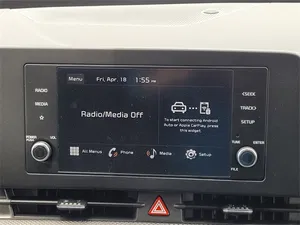 Menu Fri, Apr. 18 1:55 PM
RADIO
MEDIA
POWER
PUSH
VOL
Radio/Media Off
To start connecting Android
Auto or Apple CarPlay press
this widget.
All Menus Phone Media Setup
<SEEK
TRACK>
SETUP
TUNE
ENTER
FILE